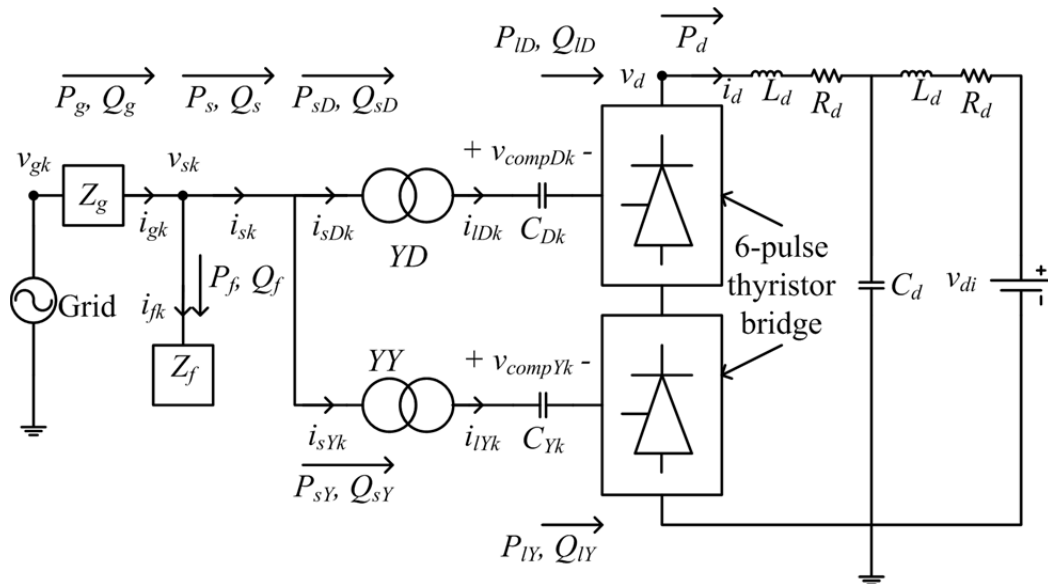 P_d
P_lD, Q_lD
P_g, Q_g
P_s, Q_s
P_sD, Q_sD
v_d
i_d
L_d
R_d
L_d
R_d
v_gk
Z_g
v_sk
+ v_compDk -
i_gk
i_sk
i_sDk
YD
i_lDk
C_Dk
6-pulse
thyristor
bridge
Grid
P_f, Q_f
i_fk
Z_f
C_d
v_di
+
-
YY
+ v_compYk -
i_sYk
i_lYk
C_Yk
P_sY, Q_sY
P_lY, Q_lY